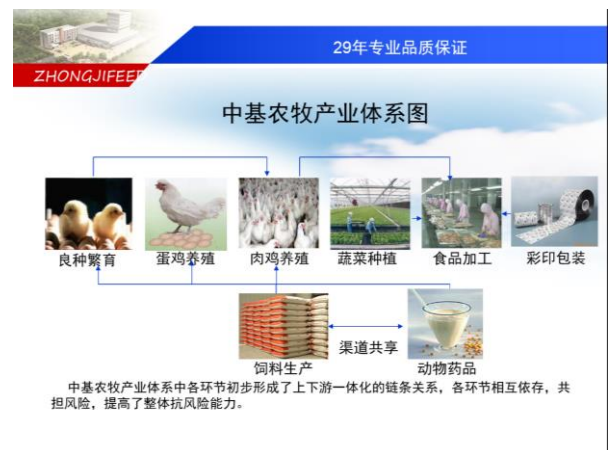 29年专业品质保证
ZHONGJIFEED
中基农牧产业体系图
良种繁育 蛋鸡养殖 肉鸡养殖 蔬菜种植 食品加工 彩印包装
渠道共享
饲料生产 动物药品
中基农牧产业体系中各环节初步形成了上下游一体化的链条关系，各环节相互依存，共
担风险，提高了整体抗风险能力。